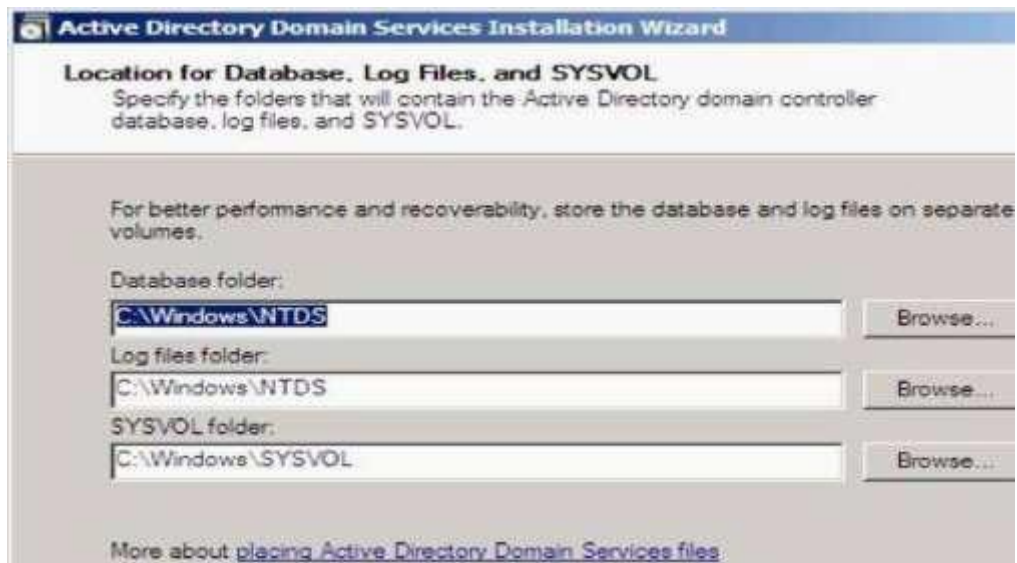 Active Directory Domain Services Installation Wizard
Location for Database, Log Files, and SYSVOL
Specify the folders that will contain the Active Directory domain controller
database, log files, and SYSVOL.
For better performance and recoverability, store the database and log files on separate
volumes.
Database folder:
C:\Windows\NTDS
Browse...
Log files folder:
C:\Windows\NTDS
Browse...
SYSVOL folder:
C:\Windows\SYSVOL
Browse...
More about placing Active Directory Domain Services files